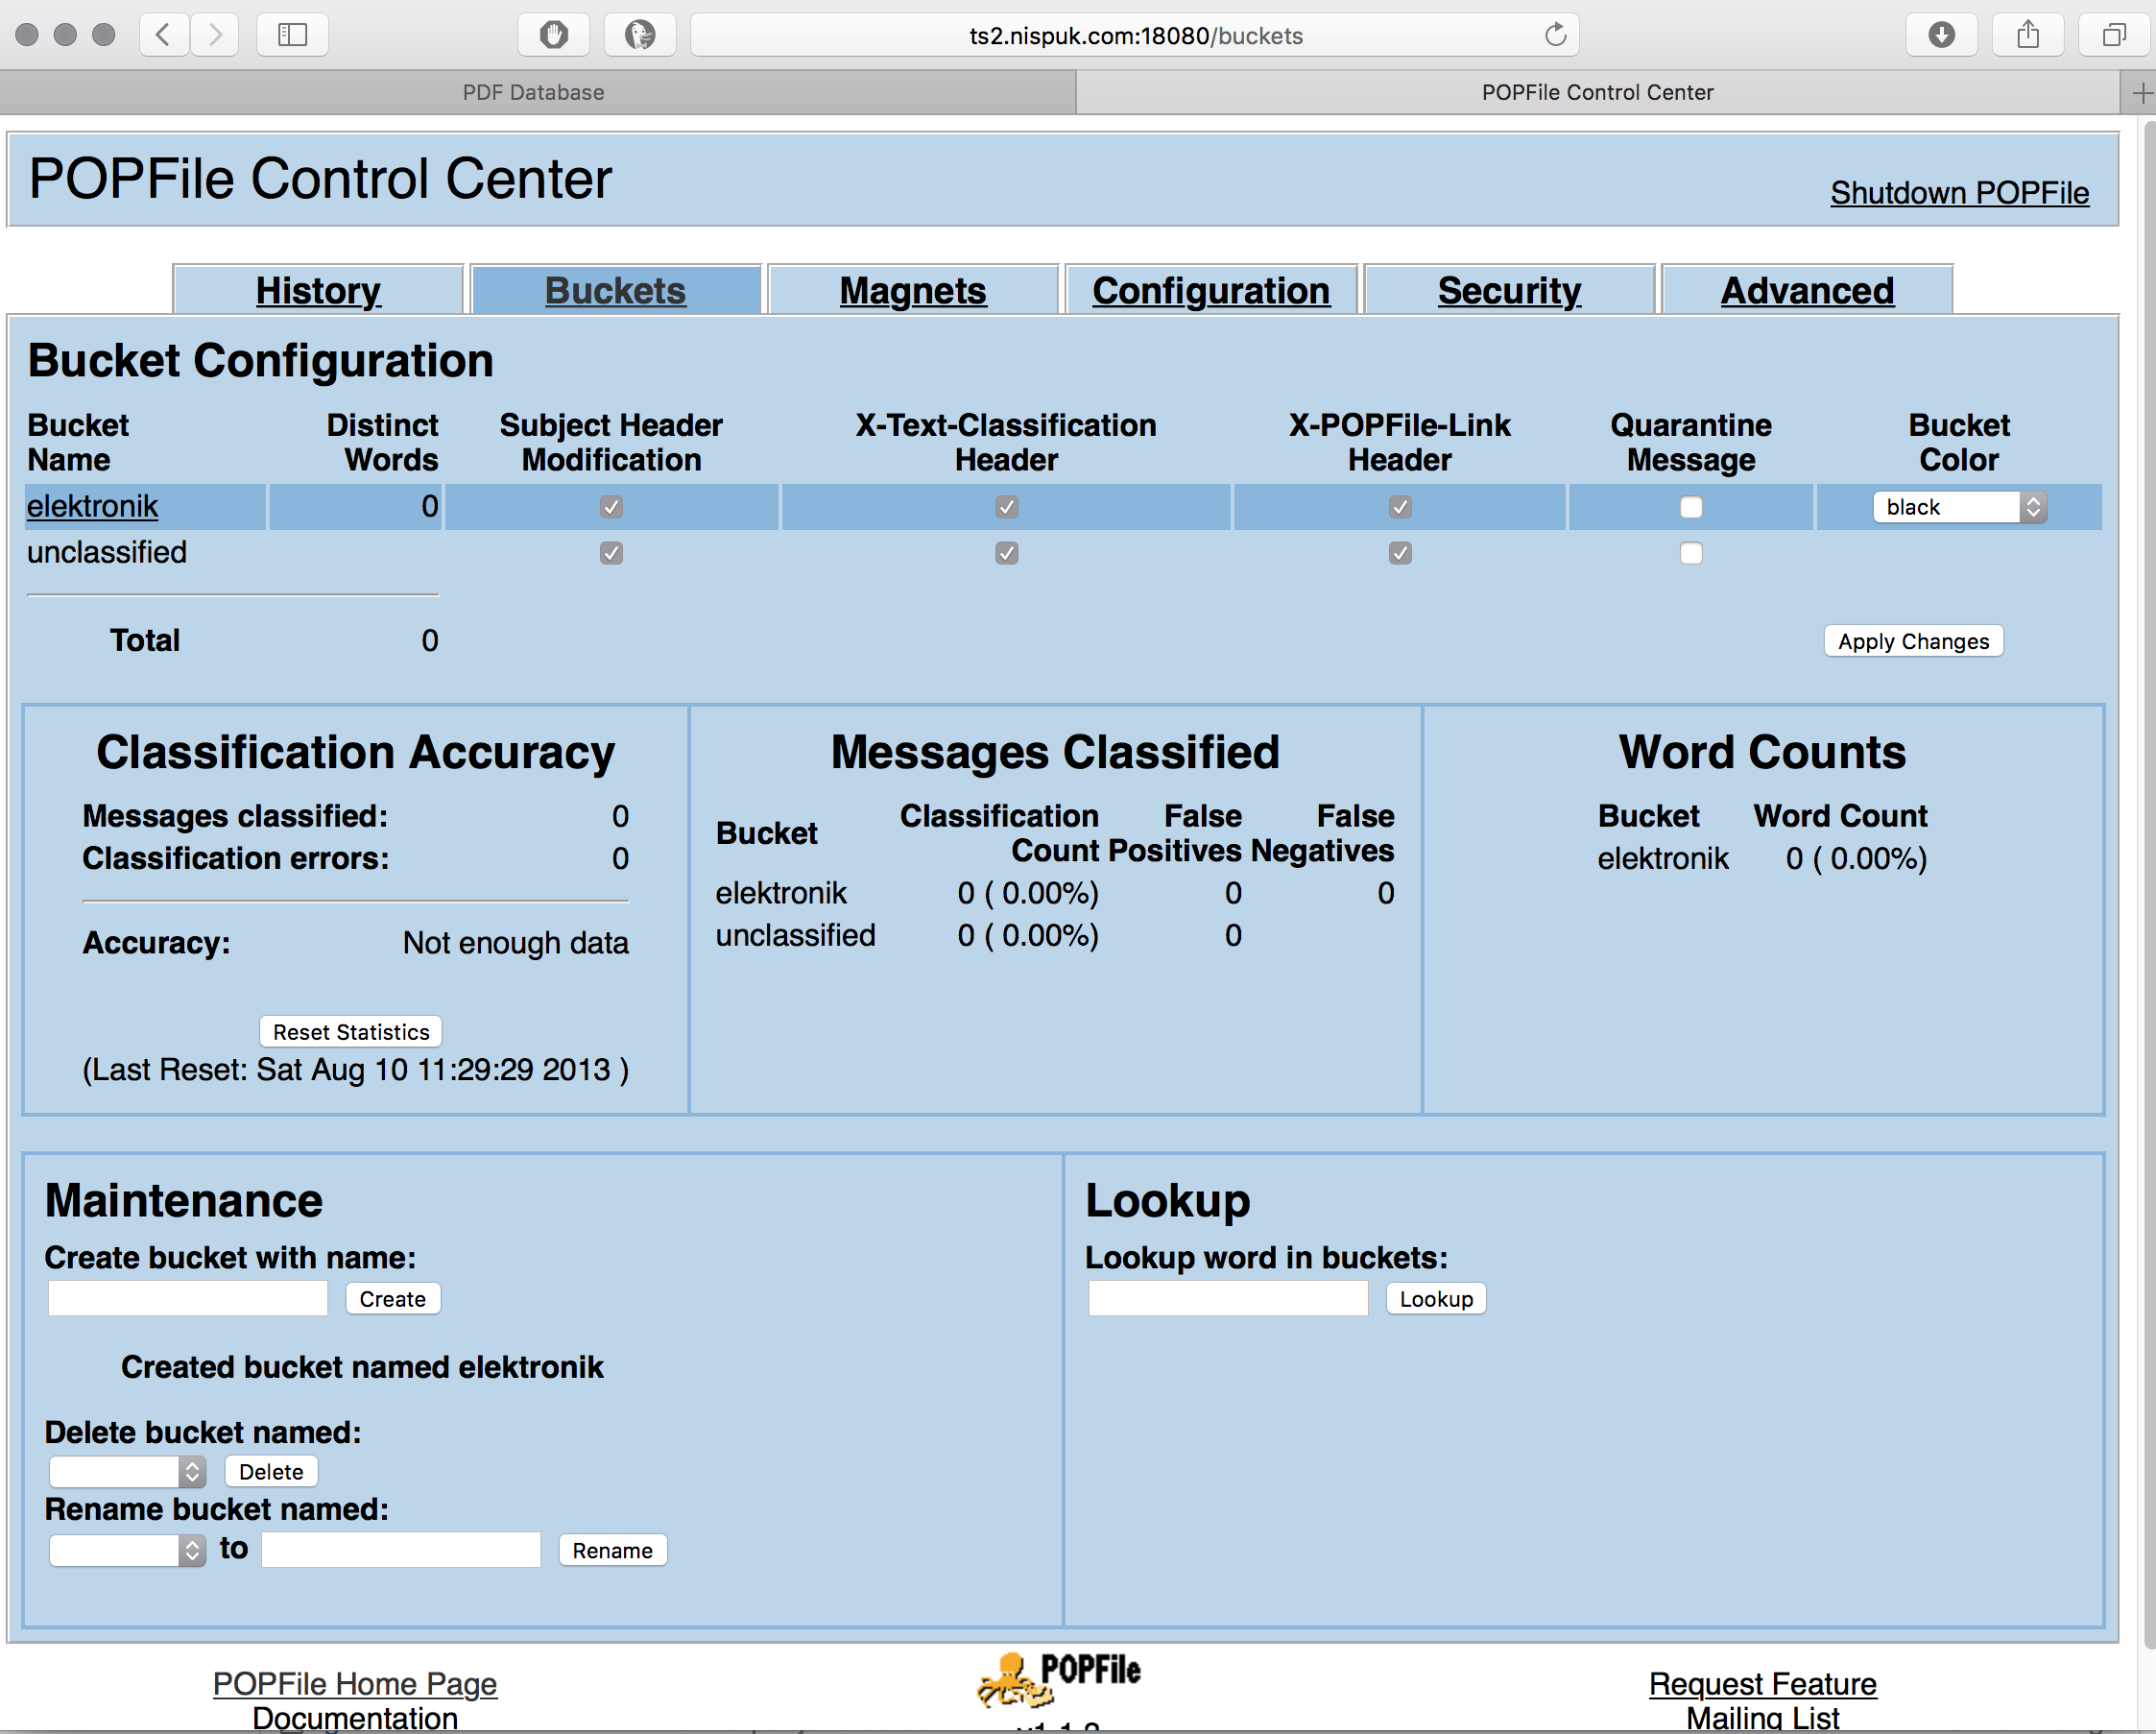 ts2.nispuk.com:18080/buckets
PDF Database
POPFile Control Center
POPFile Control Center
Shutdown POPFile
History
Buckets
Magnets
Configuration
Security
Advanced
Bucket Configuration
Bucket Name
Distinct Words
Subject Header Modification
X-Text-Classification Header
X-POPFile-Link Header
Quarantine Message
Bucket Color
elektronik 0 black
unclassified
Total 0
Apply Changes
Classification Accuracy
Messages classified: 0
Classification errors: 0
Accuracy: Not enough data
Reset Statistics
(Last Reset: Sat Aug 10 11:29:29 2013 )
Messages Classified
Bucket
Classification Count
False Positives
False Negatives
elektronik 0 ( 0.00%) 0 0
unclassified 0 ( 0.00%) 0
Word Counts
Bucket Word Count
elektronik 0 ( 0.00%)
Maintenance
Create bucket with name:
Create
Created bucket named elektronik
Delete bucket named:
Delete
Rename bucket named:
to Rename
Lookup
Lookup word in buckets:
Lookup
POPFile Home Page
Documentation
POPFile
Request Feature
Mailing List